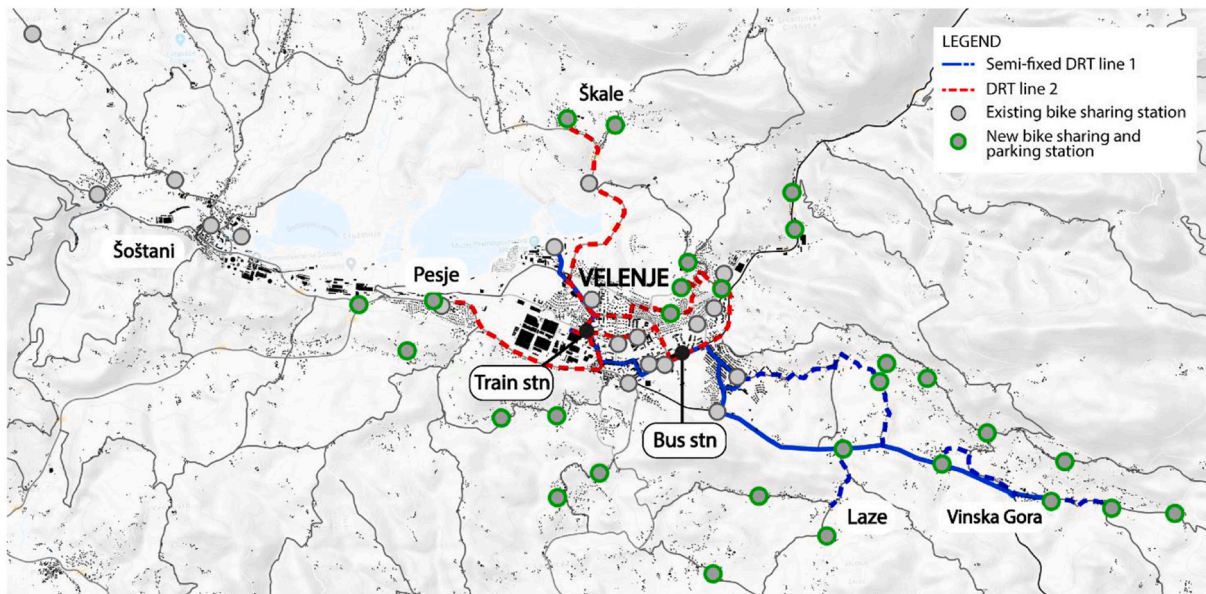 LEGEND
Semi-fixed DRT line 1
DRT line 2
Existing bike sharing station
New bike sharing and
parking station
Škale
Šoštani
Pesje
VELENJE
Train stn
Bus stn
Laze
Vinska Gora